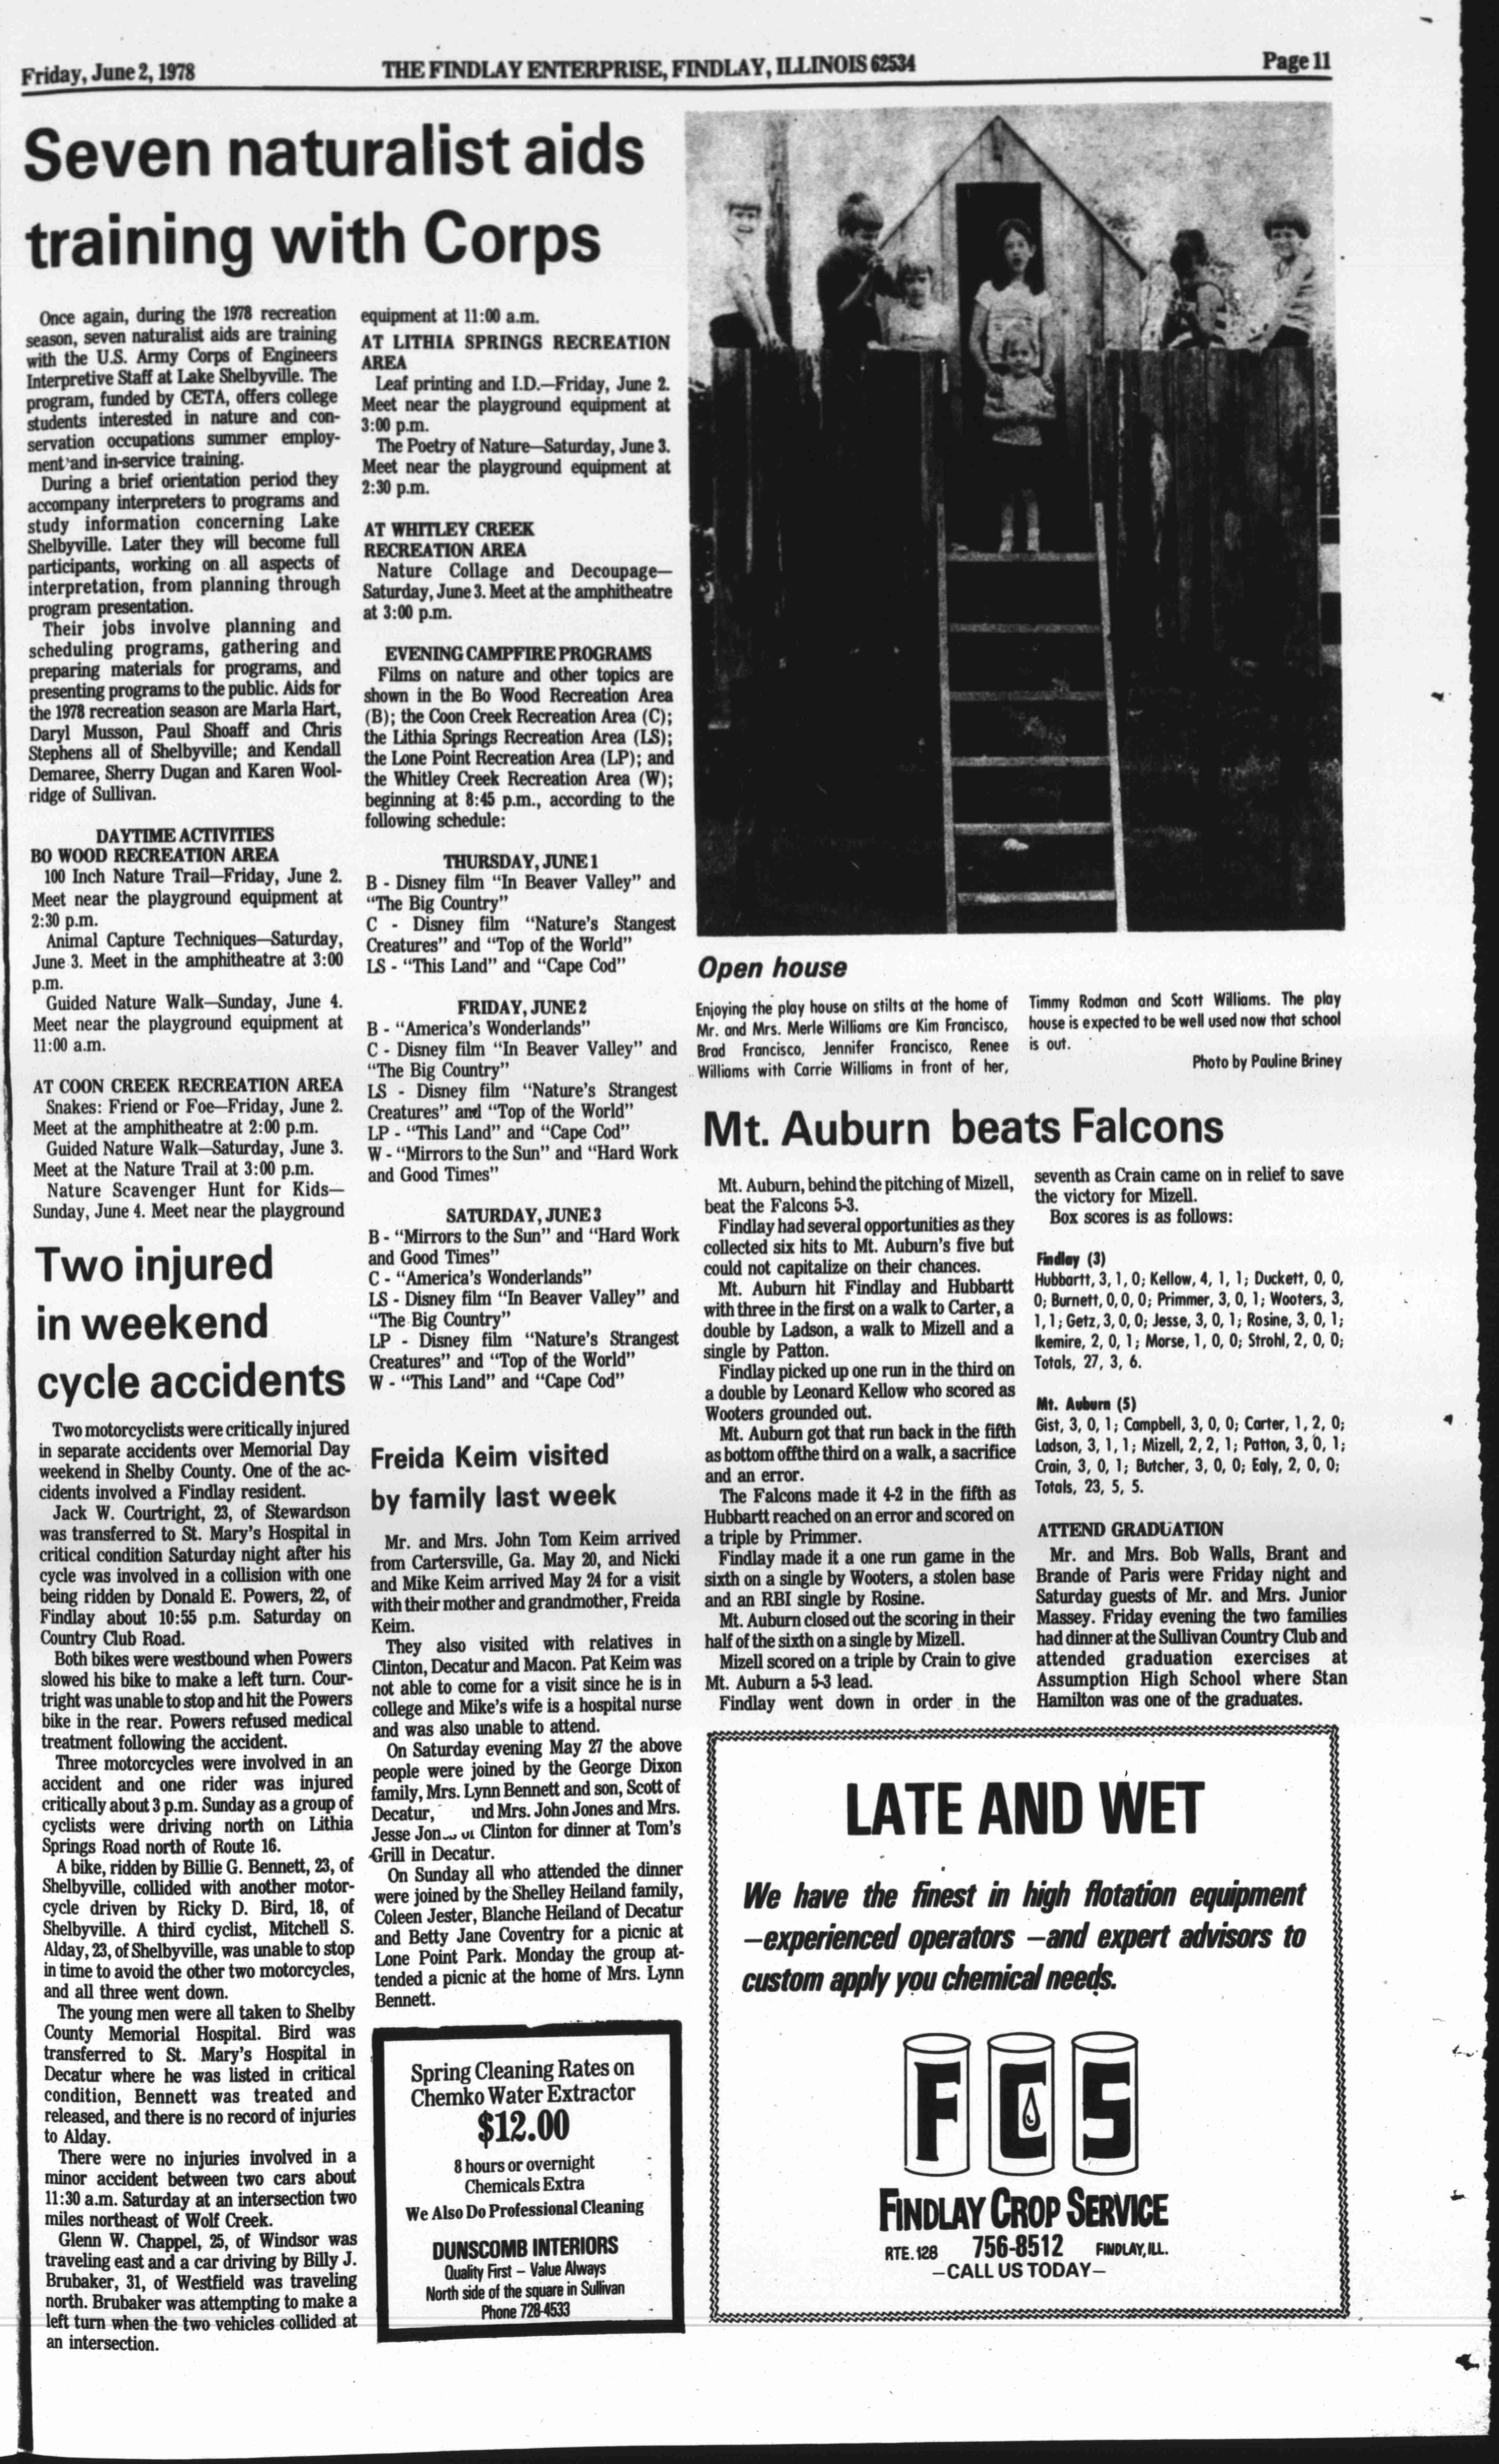 Friday, June 2, 1978
THE FINDLAY ENTERPRISE, FINDLAY, ILLINOIS 62534
Page 11
Seven naturalist aids
training with Corps
Once again, during the 1978 recreation
season, seven naturalist aids are training
with the U.S. Army Corps of Engineers
Interpretive Staff at Lake Shelbyville. The
program, funded by CETA, offers college
students interested in nature and con-
servation occupations summer employ-
ment and in-service training.
During a brief orientation period they
accompany interpreters to programs and
study information concerning Lake
Shelbyville. Later they will become full
participants, working on all aspects of
interpretation, from planning through
program presentation.
Their jobs involve planning and
scheduling programs, gathering and
preparing materials for programs, and
presenting programs to the public. Aids for
the 1978 recreation season are Marla Hart,
Daryl Musson, Paul Shoaff and Chris
Stephens all of Shelbyville; and Kendall
Demaree, Sherry Dugan and Karen Wool-
ridge of Sullivan.
DAYTIME ACTIVITIES
BO WOOD RECREATION AREA
100 Inch Nature Trail—Friday, June 2.
Meet near the playground equipment at
2:30 p.m.
Animal Capture Techniques—Saturday,
June 3. Meet in the amphitheatre at 3:00
p.m.
Guided Nature Walk—Sunday, June 4.
Meet near the playground equipment at
11:00 a.m.
AT COON CREEK RECREATION AREA
Snakes: Friend or Foe—Friday, June 2.
Meet at the amphitheatre at 2:00 p.m.
Guided Nature Walk—Saturday, June 3.
Meet at the Nature Trail at 3:00 p.m.
Nature Scavenger Hunt for Kids—
Sunday, June 4. Meet near the playground
equipment at 11:00 a.m.
AT LITHIA SPRINGS RECREATION
AREA
Leaf printing and I.D.—Friday, June 2.
Meet near the playground equipment at
3:00 p.m.
The Poetry of Nature—Saturday, June 3.
Meet near the playground equipment at
2:30 p.m.
AT WHITLEY CREEK
RECREATION AREA
Nature Collage and Decoupage—
Saturday, June 3. Meet at the amphitheatre
at 3:00 p.m.
EVENING CAMPFIRE PROGRAMS
Films on nature and other topics are
shown in the Bo Wood Recreation Area
(B); the Coon Creek Recreation Area (C);
the Lithia Springs Recreation Area (LS);
the Lone Point Recreation Area (LP); and
the Whitley Creek Recreation Area (W);
beginning at 8:45 p.m., according to the
following schedule:
THURSDAY, JUNE 1
B - Disney film "In Beaver Valley" and
"The Big Country"
C - Disney film "Nature's Stangest
Creatures" and "Top of the World"
LS - "This Land" and "Cape Cod"
FRIDAY, JUNE 2
B - "America's Wonderlands"
C - Disney film "In Beaver Valley" and
"The Big Country"
LS - Disney film "Nature's Strangest
Creatures" and "Top of the World"
LP - "This Land" and "Cape Cod"
W - "Mirrors to the Sun" and "Hard Work
and Good Times"
SATURDAY, JUNE 3
B - "Mirrors to the Sun" and "Hard Work
and Good Times"
C - "America's Wonderlands"
LS - Disney film "In Beaver Valley" and
"The Big Country"
LP - Disney film "Nature's Strangest
Creatures" and "Top of the World"
W - "This Land" and "Cape Cod"
Open house
Enjoying the play house on stilts at the home of
Mr. and Mrs. Merle Williams are Kim Francisco,
Brad Francisco, Jennifer Francisco, Renee
Williams with Carrie Williams in front of her,
Timmy Rodman and Scott Williams. The play
house is expected to be well used now that school
is out.
Photo by Pauline Briney
Two injured
in weekend
cycle accidents
Two motorcyclists were critically injured
in separate accidents over Memorial Day
weekend in Shelby County. One of the ac-
cidents involved a Findlay resident.
Jack W. Courtright, 23, of Stewardson
was transferred to St. Mary's Hospital in
critical condition Saturday night after his
cycle was involved in a collision with one
being ridden by Donald E. Powers, 22, of
Findlay about 10:55 p.m. Saturday on
Country Club Road.
Both bikes were westbound when Powers
slowed his bike to make a left turn. Cour-
tright was unable to stop and hit the Powers
bike in the rear. Powers refused medical
treatment following the accident.
Three motorcycles were involved in an
accident and one rider was injured
critically about 3 p.m. Sunday as a group of
cyclists were driving north on Lithia
Springs Road north of Route 16.
A bike, ridden by Billie G. Bennett, 23, of
Shelbyville, collided with another motor-
cycle driven by Ricky D. Bird, 18, of
Shelbyville. A third cyclist, Mitchell S.
Alday, 23, of Shelbyville, was unable to stop
in time to avoid the other two motorcycles,
and all three went down.
The young men were all taken to Shelby
County Memorial Hospital. Bird was
transferred to St. Mary's Hospital in
Decatur where he was listed in critical
condition, Bennett was treated and
released, and there is no record of injuries
to Alday.
There were no injuries involved in a
minor accident between two cars about
11:30 a.m. Saturday at an intersection two
miles northeast of Wolf Creek.
Glenn W. Chappel, 25, of Windsor was
traveling east and a car driving by Billy J.
Brubaker, 31, of Westfield was traveling
north. Brubaker was attempting to make a
left turn when the two vehicles collided at
an intersection.
Freida Keim visited
by family last week
Mr. and Mrs. John Tom Keim arrived
from Cartersville, Ga. May 20, and Nicki
and Mike Keim arrived May 24 for a visit
with their mother and grandmother, Freida
Keim.
They also visited with relatives in
Clinton, Decatur and Macon. Pat Keim was
not able to come for a visit since he is in
college and Mike's wife is a hospital nurse
and was also unable to attend.
On Saturday evening May 27 the above
people were joined by the George Dixon
family, Mrs. Lynn Bennett and son, Scott of
Decatur, and Mrs. John Jones and Mrs.
Jesse of Clinton for dinner at Tom's
Grill in Decatur.
On Sunday all who attended the dinner
were joined by the Shelley Heiland family,
Coleen Jester, Blanche Heiland of Decatur
and Betty Jane Coventry for a picnic at
Lone Point Park. Monday the group at-
tended a picnic at the home of Mrs. Lynn
Bennett.
Spring Cleaning Rates on
Chemko Water Extractor
$12.00
8 hours or overnight
Chemicals Extra
We Also Do Professional Cleaning
DUNSCOMB INTERIORS
Quality First – Value Always
North side of the square in Sullivan
Phone 728-4533
Mt. Auburn beats Falcons
Mt. Auburn, behind the pitching of Mizell,
beat the Falcons 5-3.
Findlay had several opportunities as they
collected six hits to Mt. Auburn's five but
could not capitalize on their chances.
Mt. Auburn hit Findlay and Hubbartt
with three in the first on a walk to Carter, a
double by Ladson, a walk to Mizell and a
single by Patton.
Findlay picked up one run in the third on
a double by Leonard Kellow who scored as
Wooters grounded out.
Mt. Auburn got that run back in the fifth
as bottom offthe third on a walk, a sacrifice
and an error.
The Falcons made it 4-2 in the fifth as
Hubbartt reached on an error and scored on
a triple by Primmer.
Findlay made it a one run game in the
sixth on a single by Wooters, a stolen base
and an RBI single by Rosine.
Mt. Auburn closed out the scoring in their
half of the sixth on a single by Mizell.
Mizell scored on a triple by Crain to give
Mt. Auburn a 5-3 lead.
Findlay went down in order in the
seventh as Crain came on in relief to save
the victory for Mizell.
Box scores is as follows:
Findlay (3)
Hubbartt, 3, 1, 0; Kellow, 4, 1, 1; Duckett, 0, 0,
0; Burnett, 0, 0, 0; Primmer, 3, 0, 1; Wooters, 3,
1, 1; Getz, 3, 0, 0; Jesse, 3, 0, 1; Rosine, 3, 0, 1;
Ikemire, 2, 0, 1; Morse, 1, 0, 0; Strohl, 2, 0, 0;
Totals, 27, 3, 6.
Mt. Auburn (5)
Gist, 3, 0, 1; Campbell, 3, 0, 0; Carter, 1, 2, 0;
Ladson, 3, 1, 1; Mizell, 2, 2, 1; Patton, 3, 0, 1;
Crain, 3, 0, 1; Butcher, 3, 0, 0; Ealy, 2, 0, 0;
Totals, 23, 5, 5.
ATTEND GRADUATION
Mr. and Mrs. Bob Walls, Brant and
Brande of Paris were Friday night and
Saturday guests of Mr. and Mrs. Junior
Massey. Friday evening the two families
had dinner at the Sullivan Country Club and
attended graduation exercises at
Assumption High School where Stan
Hamilton was one of the graduates.
LATE AND WET
We have the finest in high flotation equipment
—experienced operators —and expert advisors to
custom apply you chemical needs.
FCS
FINDLAY CROP SERVICE
RTE. 128 756-8512 FINDLAY, ILL.
—CALL US TODAY—